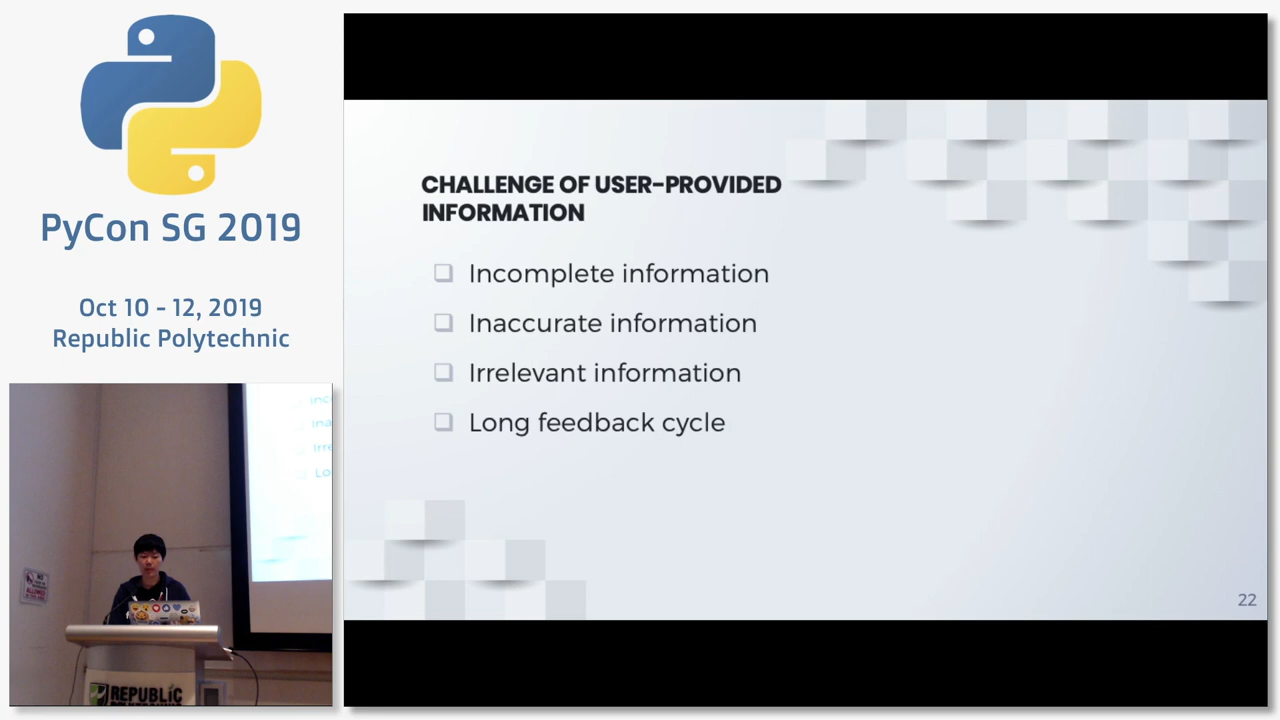 PyCon SG 2019
Oct 10 - 12, 2019
Republic Polytechnic
CHALLENGE OF USER-PROVIDED
INFORMATION
❑ Incomplete information
❑ Inaccurate information
❑ Irrelevant information
❑ Long feedback cycle
22
REPUBLIC